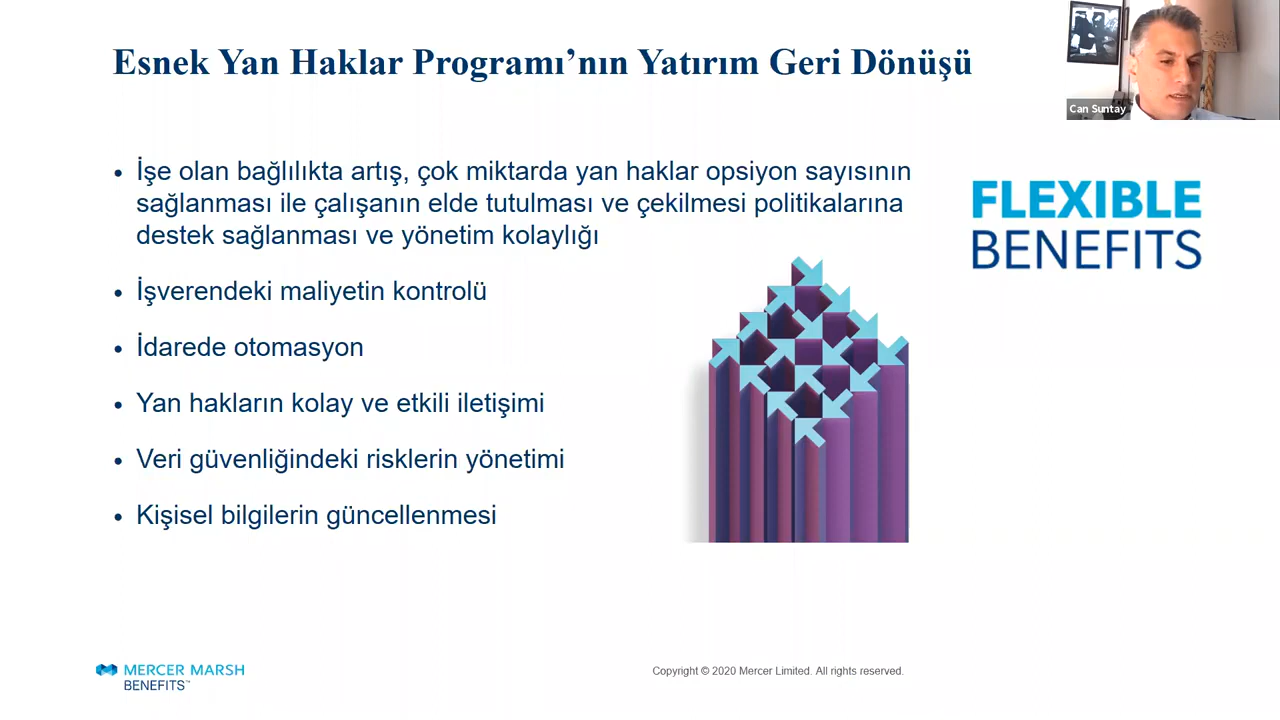 Esnek Yan Haklar Programı’nın Yatırım Geri Dönüşü
Can Suntay
• İşe olan bağlılıkta artış, çok miktarda yan haklar opsiyon sayısının
sağlanması ile çalışanın elde tutulması ve çekilmesi politikalarına
destek sağlanması ve yönetim kolaylığı
FLEXIBLE
BENEFITS
• İşverendeki maliyetin kontrolü
• İdarede otomasyon
• Yan hakların kolay ve etkili iletişimi
• Veri güvenliğindeki risklerin yönetimi
• Kişisel bilgilerin güncellenmesi
MERCER MARSH
BENEFITS™
Copyright © 2020 Mercer Limited. All rights reserved.